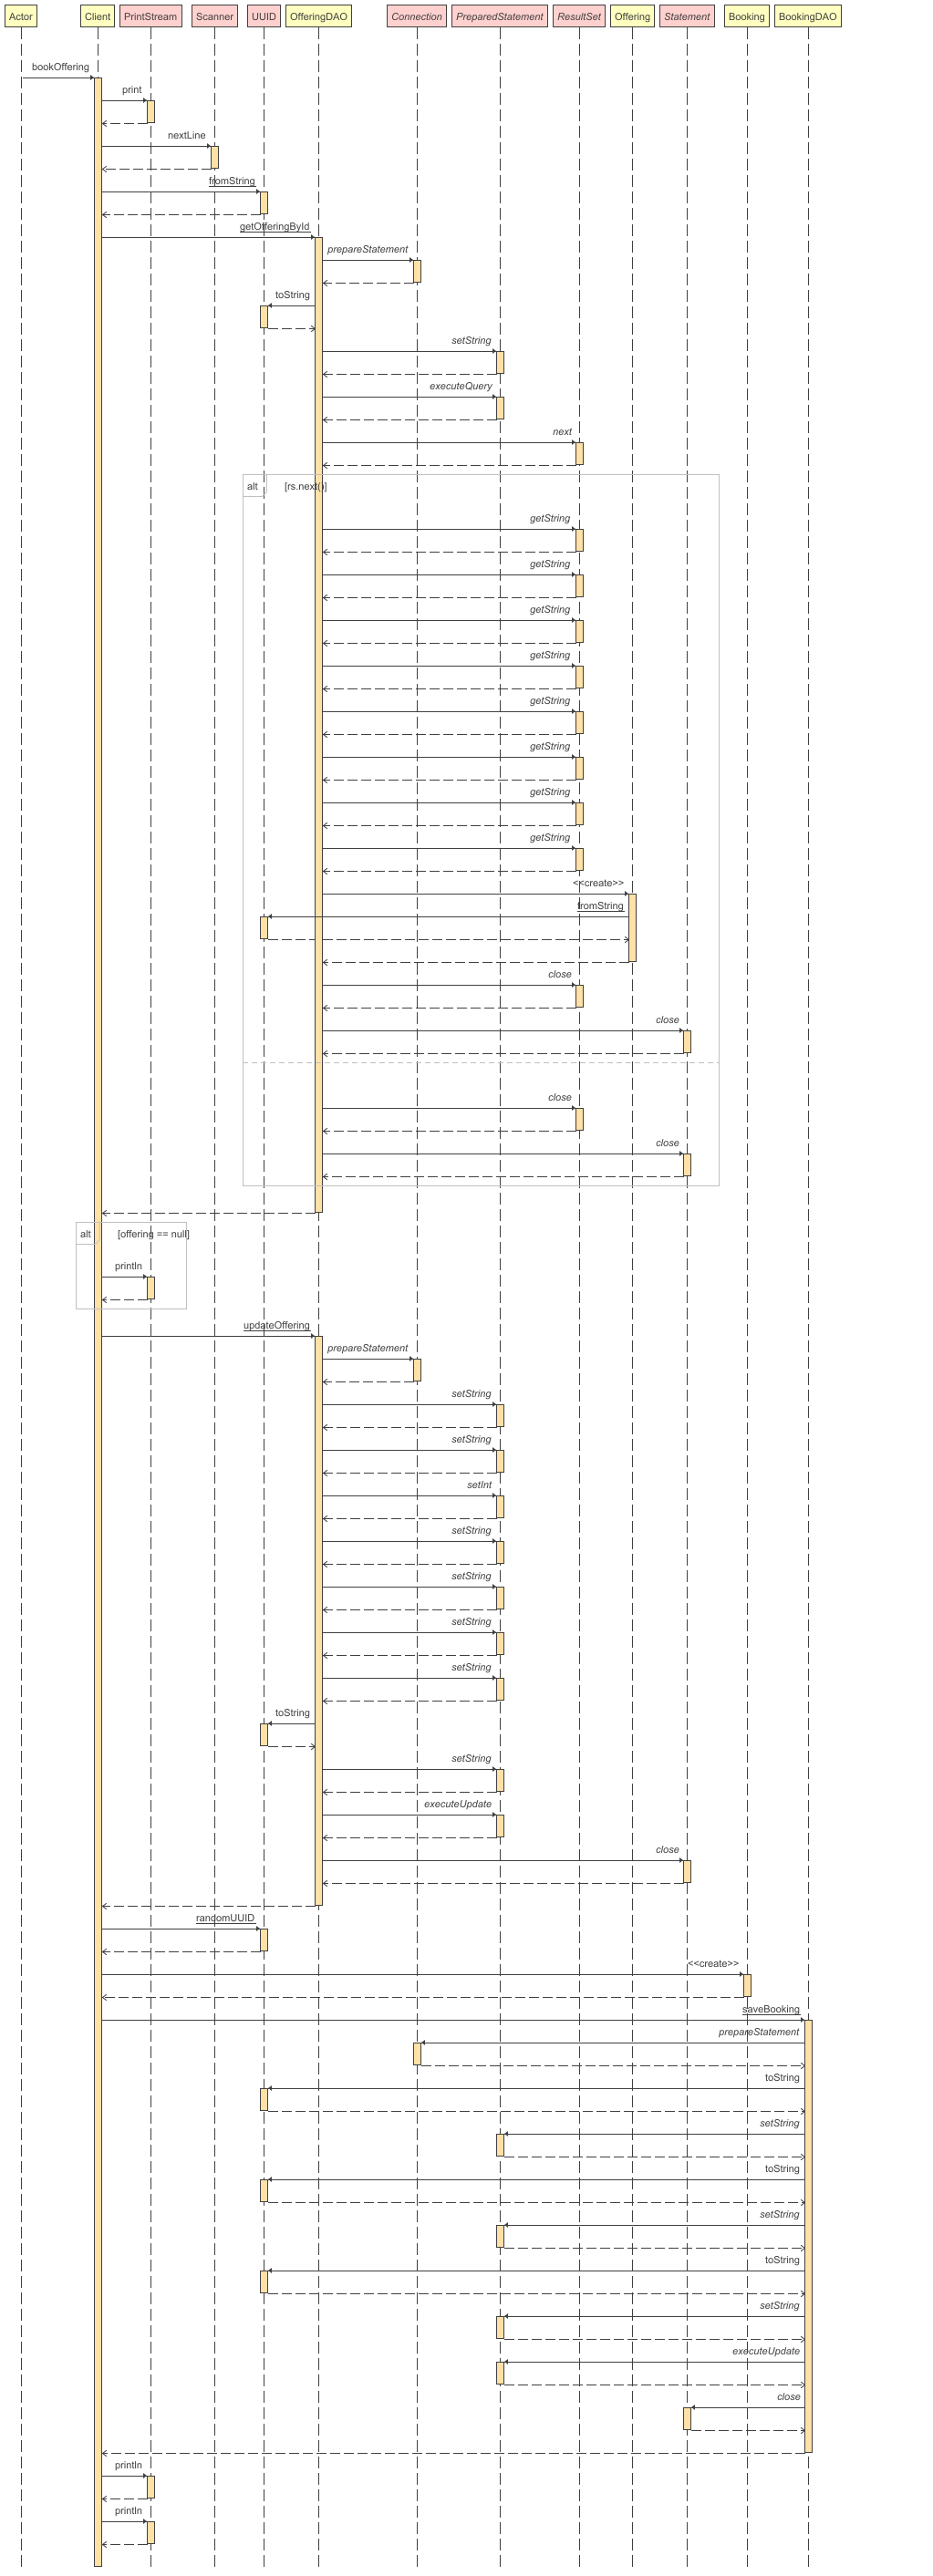 Actor Client PrintStream Scanner UUID OfferingDAO Connection PreparedStatement ResultSet Offering Statement Booking BookingDAO
bookOffering
print
nextLine
fromString
getOfferingById
prepareStatement
toString
setString
executeQuery
next
alt [rs.next()]
getString
getString
getString
getString
getString
getString
getString
getString
<<create>>
fromString
close
close
close
close
alt [offering == null]
println
updateOffering
prepareStatement
setString
setString
setInt
setString
setString
setString
setString
toString
setString
executeUpdate
close
randomUUID
<<create>>
saveBooking
prepareStatement
toString
setString
toString
setString
toString
setString
executeUpdate
close
println
println